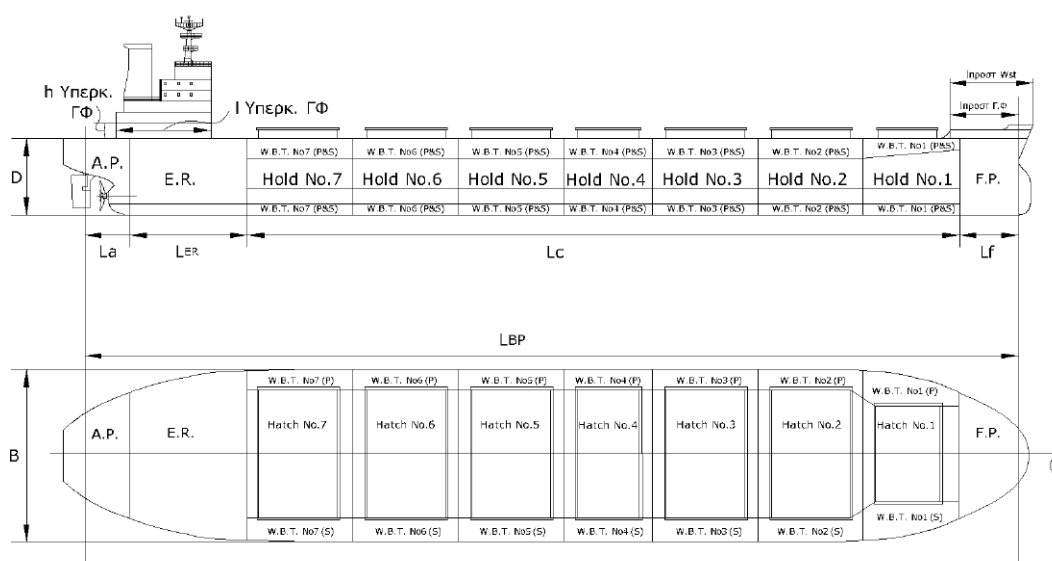 h Υπερκ.
ΓΦ
l Υπερκ. ΓΦ
lπροστ Wst
lπροστ Γ.Φ
D
A.P.
E.R.
W.B.T. No7 (P&S)
W.B.T. No6 (P&S)
W.B.T. No5 (P&S)
W.B.T. No4 (P&S)
W.B.T. No3 (P&S)
W.B.T. No2 (P&S)
W.B.T. No1 (P&S)
Hold No.7
Hold No.6
Hold No.5
Hold No.4
Hold No.3
Hold No.2
Hold No.1
F.P.
W.B.T. No7 (P&S)
W.B.T. No6 (P&S)
W.B.T. No5 (P&S)
W.B.T. No4 (P&S)
W.B.T. No3 (P&S)
W.B.T. No2 (P&S)
W.B.T. No1 (P&S)
La
LER
Lc
Lf
LBP
W.B.T. No7 (P)
W.B.T. No6 (P)
W.B.T. No5 (P)
W.B.T. No4 (P)
W.B.T. No3 (P)
W.B.T. No2 (P)
W.B.T. No1 (P)
B
A.P.
E.R.
Hatch No.7
Hatch No.6
Hatch No.5
Hatch No.4
Hatch No.3
Hatch No.2
Hatch No.1
F.P.
W.B.T. No7 (S)
W.B.T. No6 (S)
W.B.T. No5 (S)
W.B.T. No4 (S)
W.B.T. No3 (S)
W.B.T. No2 (S)
W.B.T. No1 (S)